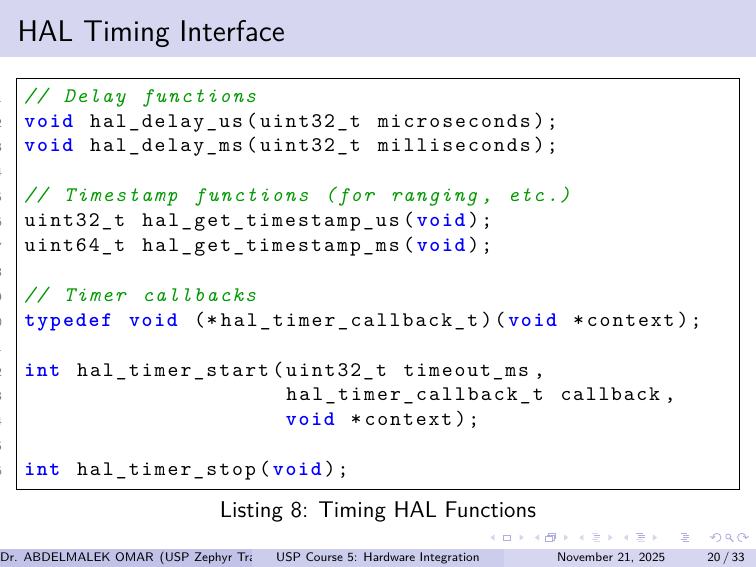 HAL Timing Interface
// Delay functions
void hal_delay_us(uint32_t microseconds);
void hal_delay_ms(uint32_t milliseconds);
// Timestamp functions (for ranging, etc.)
uint32_t hal_get_timestamp_us(void);
uint64_t hal_get_timestamp_ms(void);
// Timer callbacks
typedef void (*hal_timer_callback_t)(void *context);
int hal_timer_start(uint32_t timeout_ms,
hal_timer_callback_t callback,
void *context);
int hal_timer_stop(void);
Listing 8: Timing HAL Functions
Dr. ABDELMALEK OMAR (USP Zephyr USP Course 5: Hardware Integration November 21, 2025 20 / 33